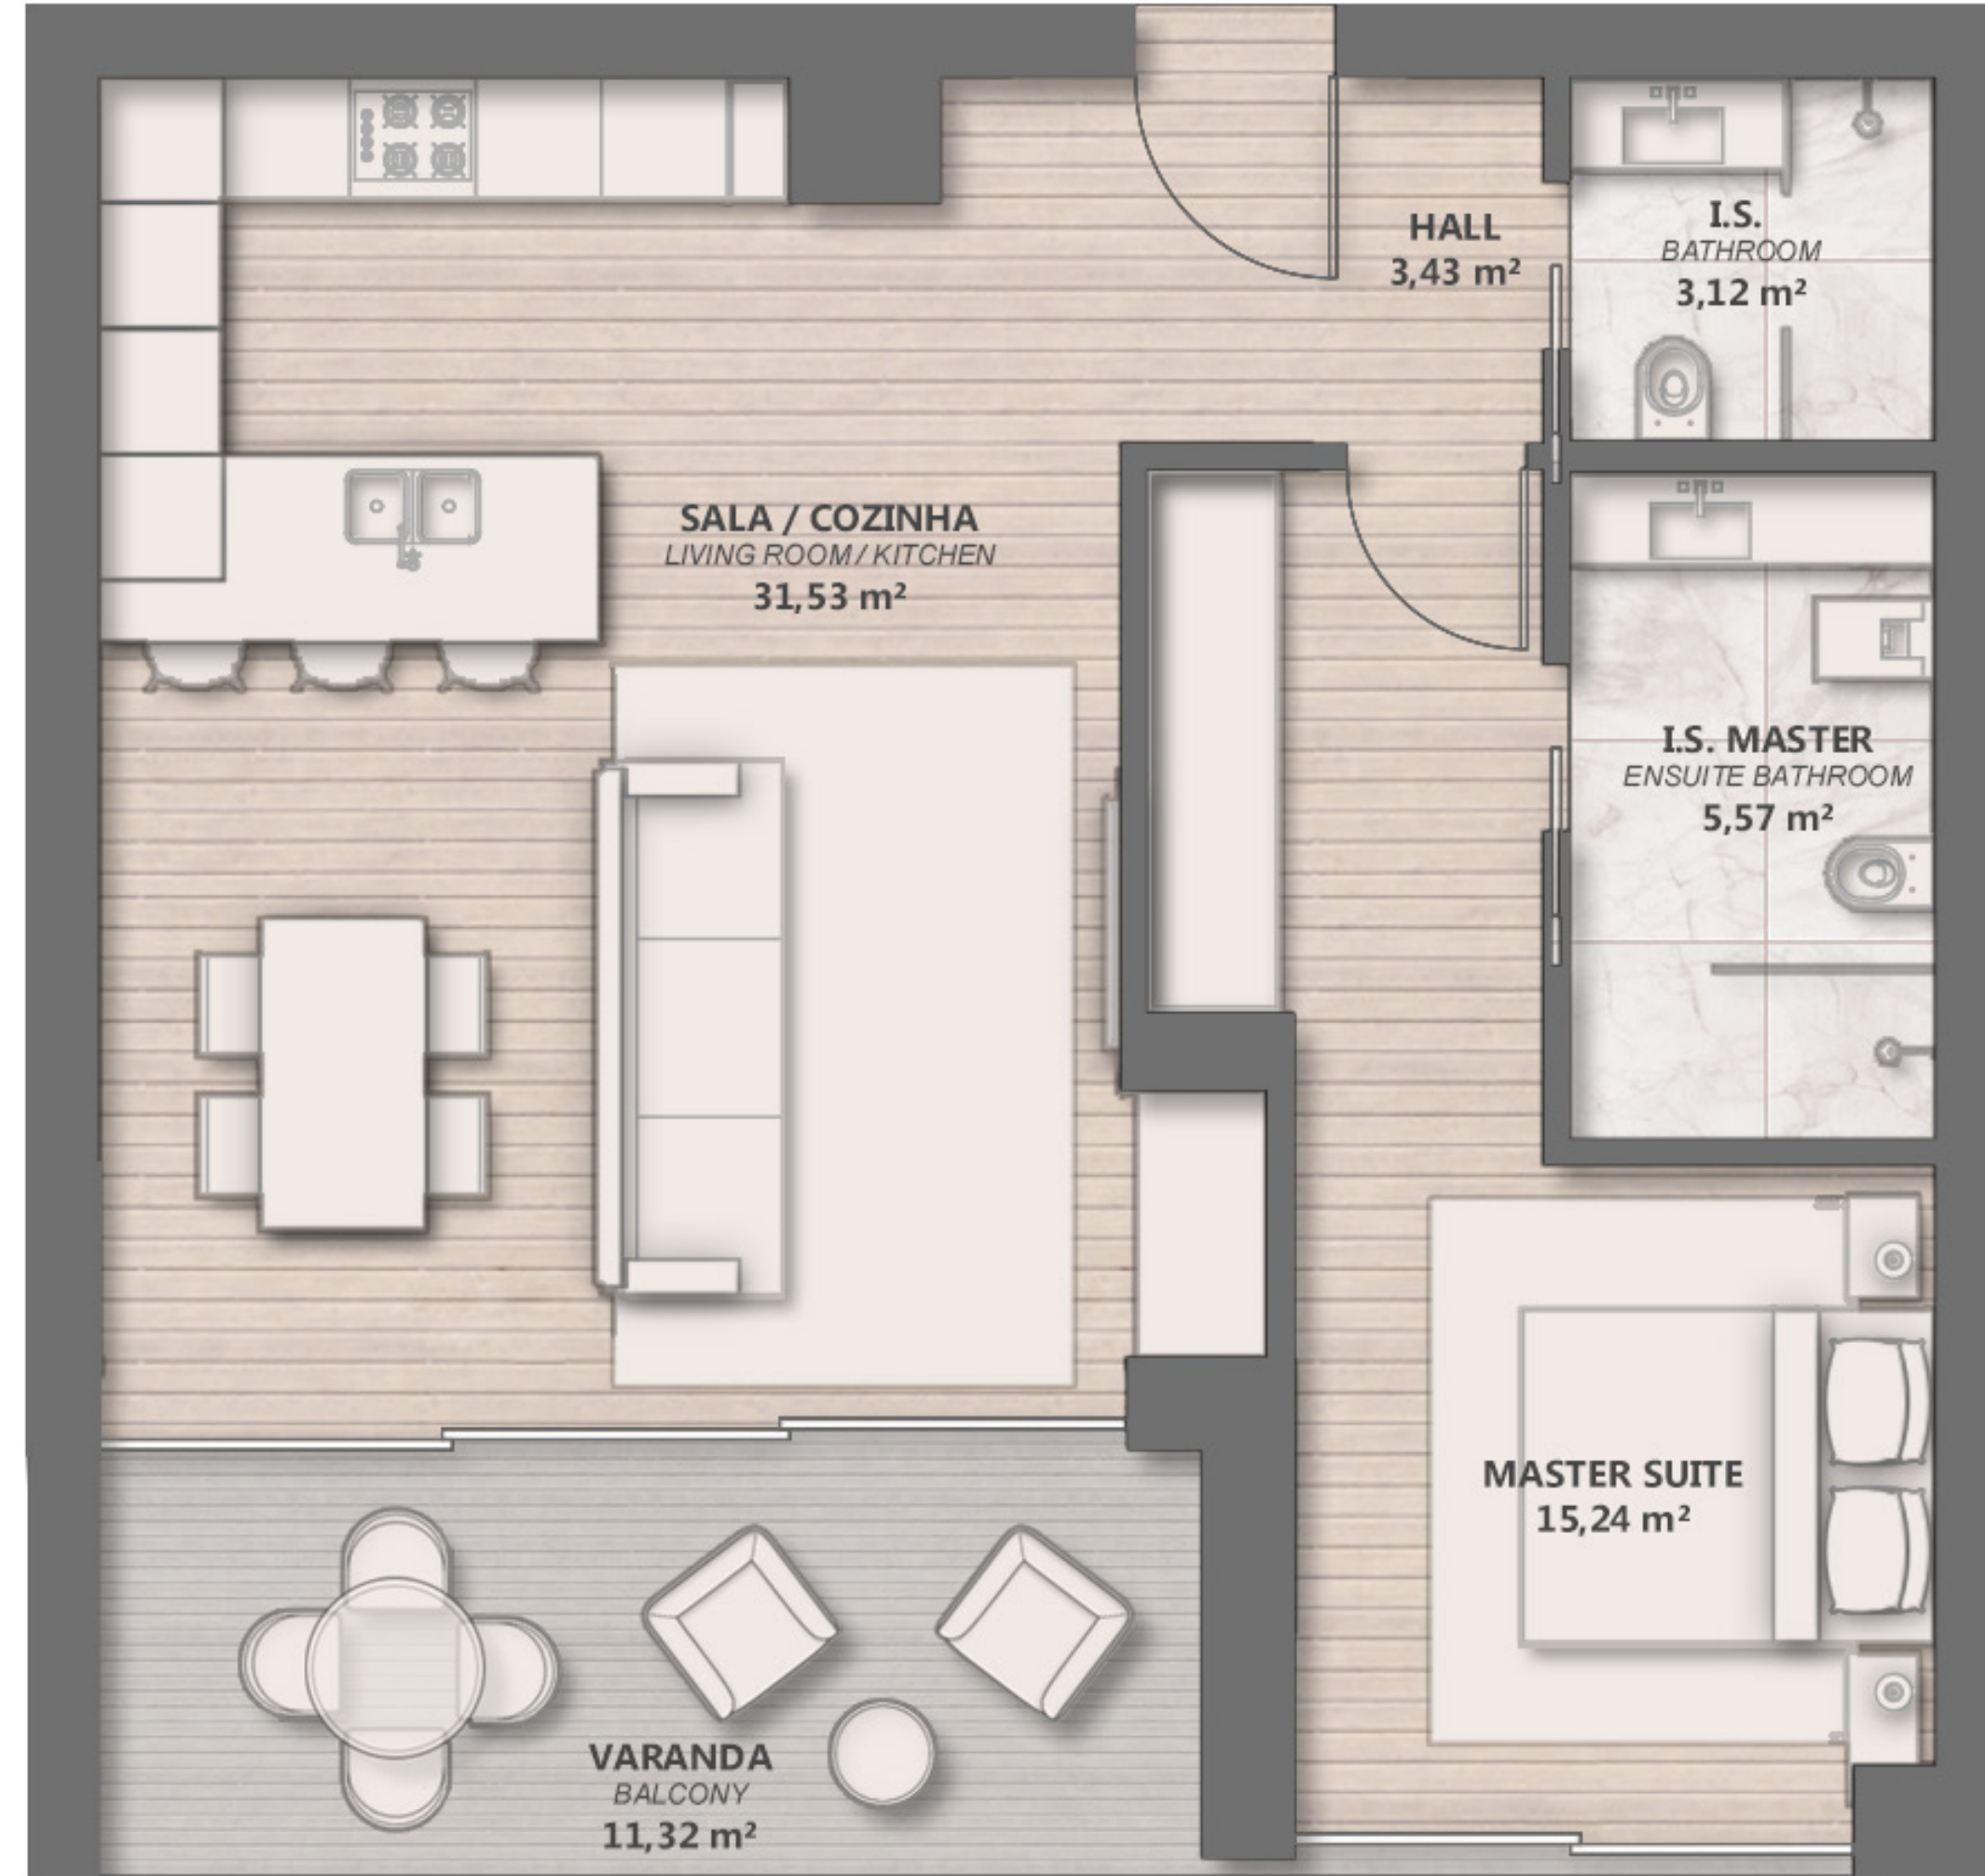 HALL
3,43 m²
I.S.
BATHROOM
3,12 m²
SALA / COZINHA
LIVING ROOM / KITCHEN
31,53 m²
I.S. MASTER
ENSUITE BATHROOM
5,57 m²
MASTER SUITE
15,24 m²
VARANDA
BALCONY
11,32 m²